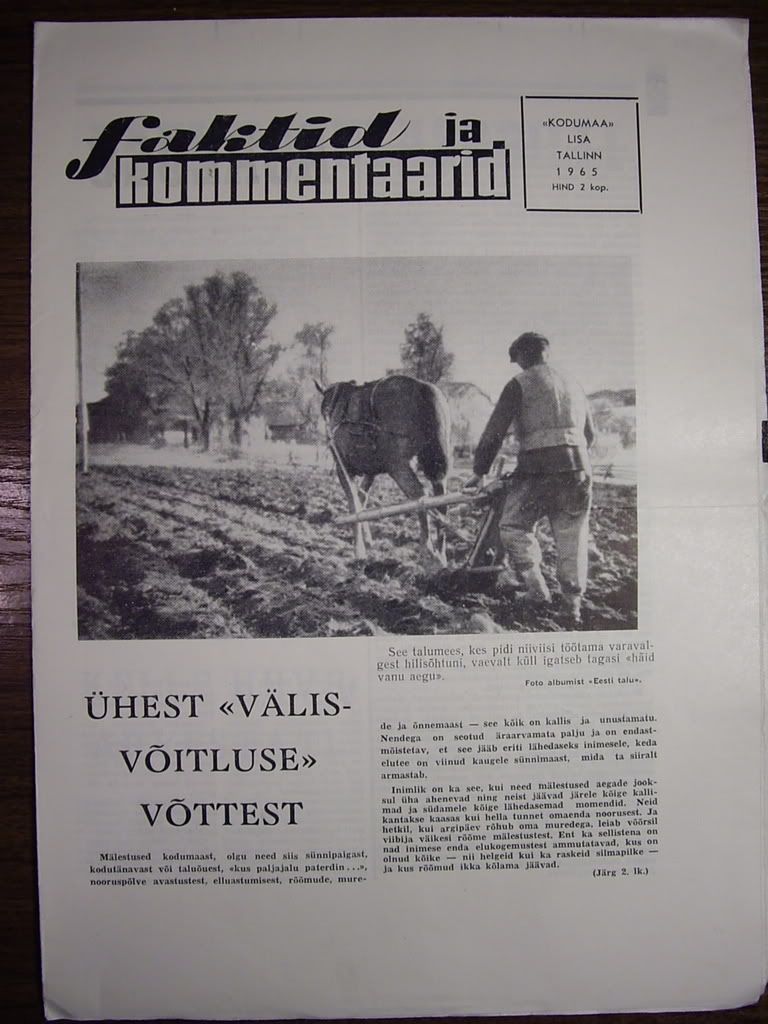 faktid ja
kommentaarid
«KODUMAA»
LISA
TALLINN
1965
HIND 2 kop.
See talumees, kes pidi niiviisi töötama varaval-
gest hilisõhtuni, vaevalt küll igatseb tagasi «häid
vanu aegu».
Foto albumist «Eesti talu».
ÜHEST «VÄLIS-
VÕITLUSE»
VÕTTEST
Mälestused kodumaast, olgu need siis sünnipaigast,
kodutänavast või taluõuest, «kus paljajalu paterdin...»,
nooruspõlve avastustest, elluastumisest, rõõmude, mure-
de ja õnnemaast — see kõik on kallis ja unustamatu.
Nendega on seotud äraarvamata palju ja on endast-
mõistetav, et see jääb eriti lähedaseks inimesele, keda
elutee on viinud kaugele sünnimaast, mida ta siiralt
armastab.
Inimlik on ka see, kui need mälestused aegade jook-
sul üha ahenevad ning neist jäävad järele kõige kalli-
mad ja südamele kõige lähedasemad momendid. Neid
kantakse kaasas kui hella tunnet omaenda noorusest. Ja
hetkil, kui argipäev rõhub oma muredega, leiab võõrsil
viibija väikesi rõõme mälestustest. Ent ka sellistena on
nad inimese enda elukogemustest ammutatavad, kus on
olnud kõike — nii helgeid kui ka raskeid silmapilke —
ja kus rõõmud ikka kõlama jäävad.
(Järg 2. lk.)